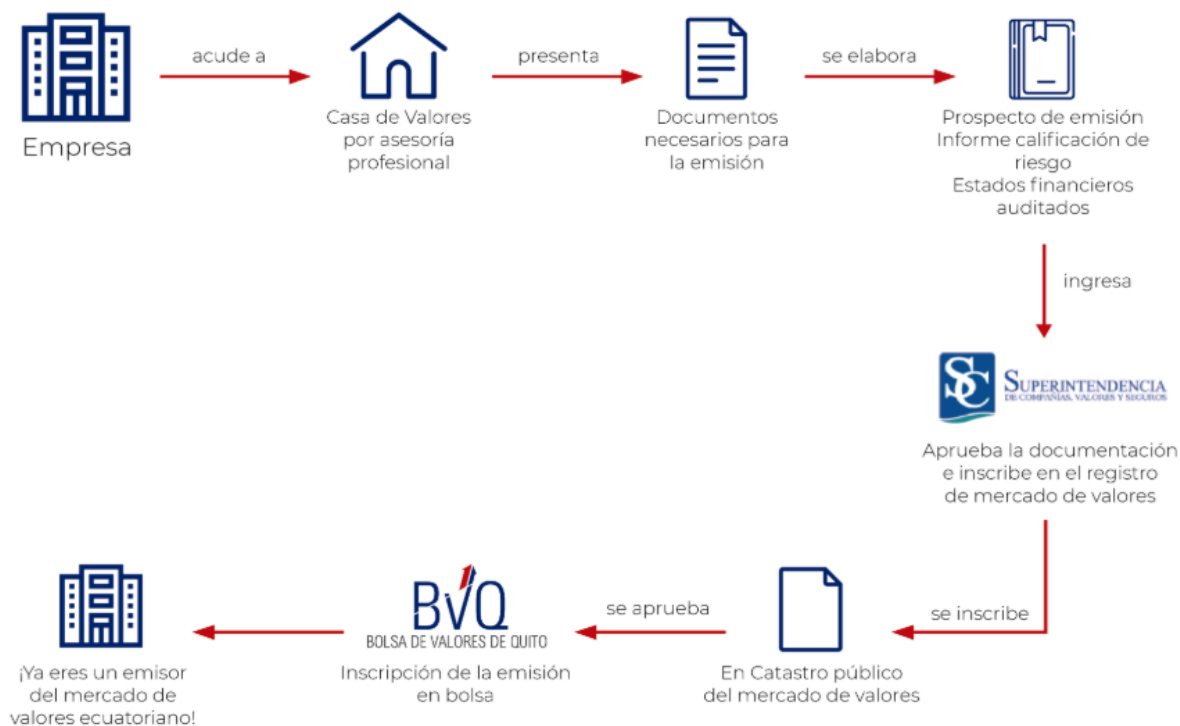 acude a
presenta
se elabora
Empresa
Casa de Valores
por asesoría
profesional
Documentos
necesarios para
la emisión
Prospecto de emisión
Informe calificación de
riesgo
Estados financieros
auditados
ingresa
SC
SUPERINTENDENCIA
DE COMPAÑÍAS, VALORES Y SEGUROS
Aprueba la documentación
e inscribe en el registro
de mercado de valores
se inscribe
En Catastro público
del mercado de valores
se aprueba
BVQ
BOLSA DE VALORES DE QUITO
Inscripción de la emisión
en bolsa
¡Ya eres un emisor
del mercado de
valores ecuatoriano!